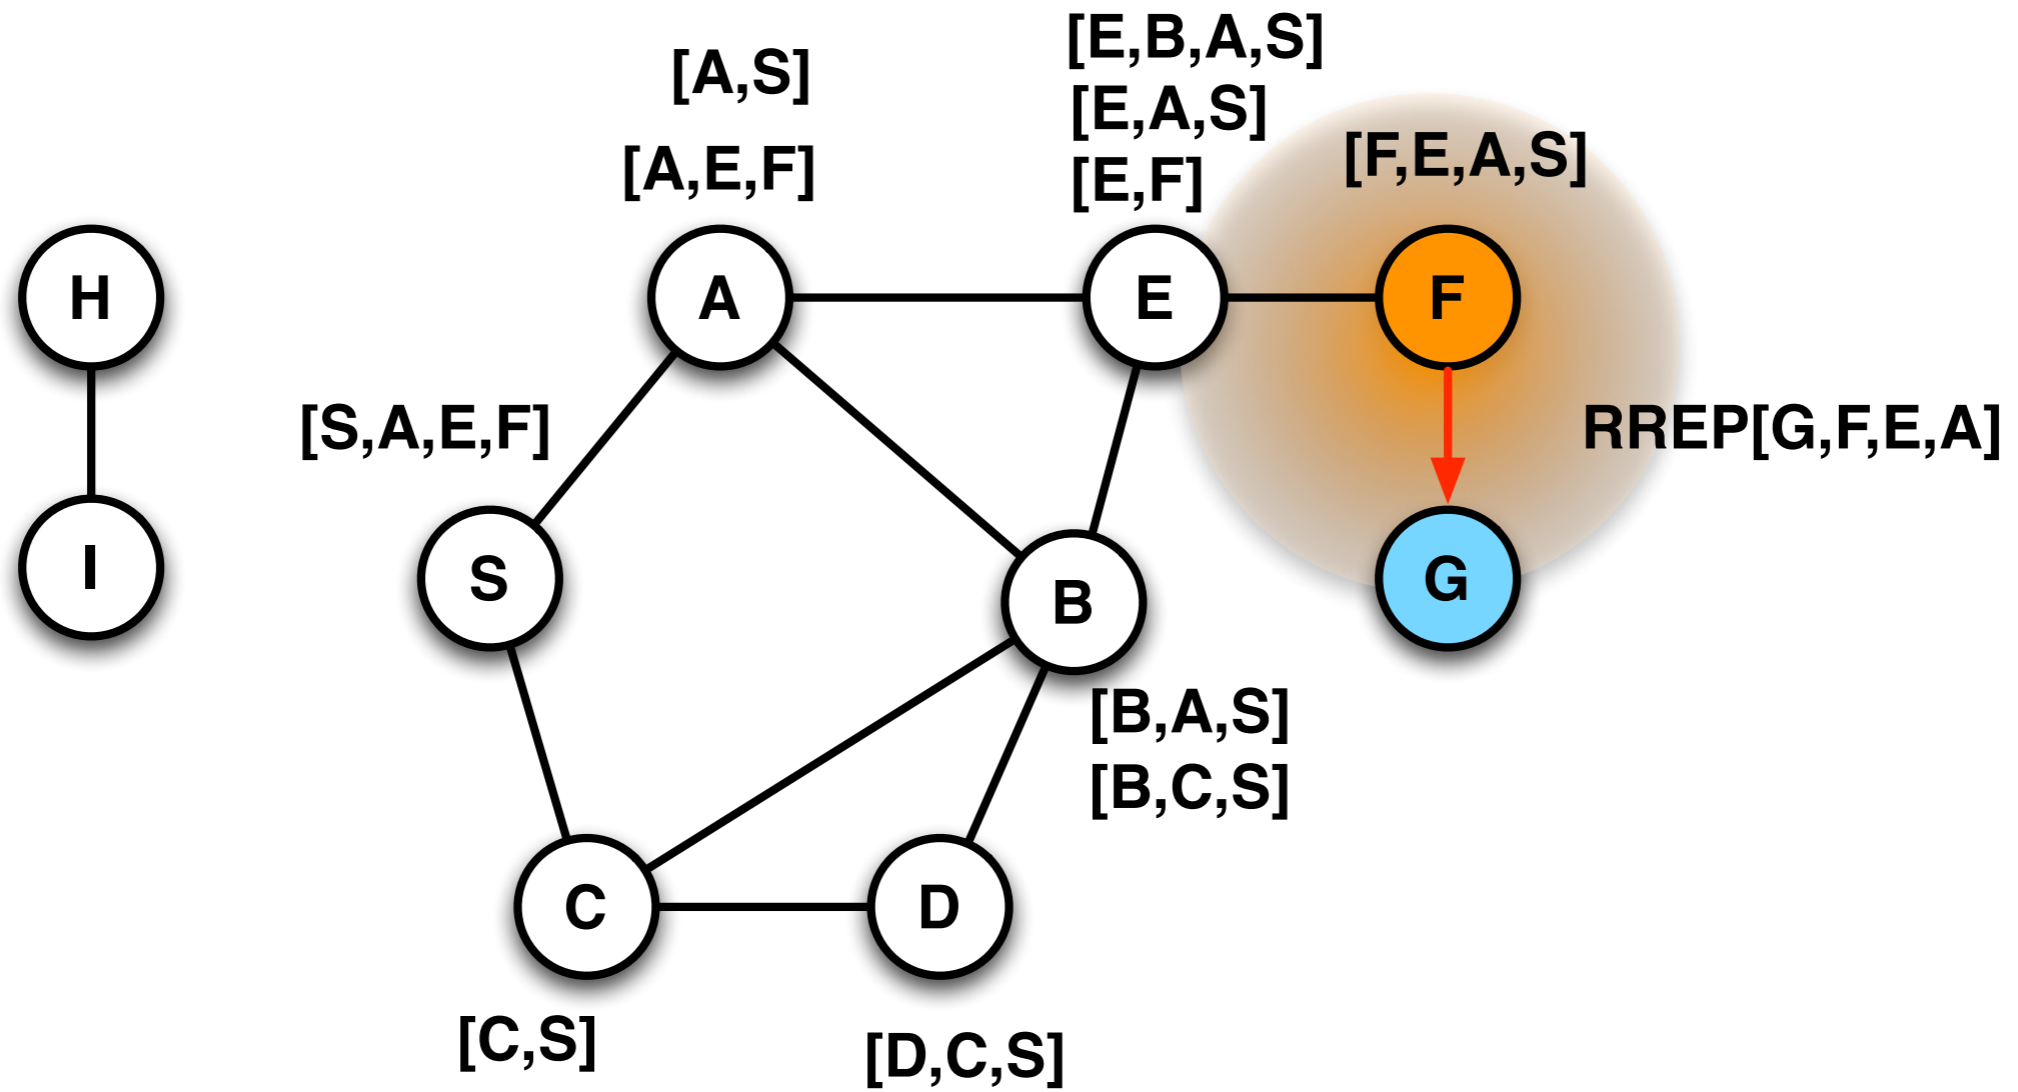 [E,B,A,S]
[A,S]
[E,A,S]
[F,E,A,S]
[A,E,F]
[E,F]
H
A
E
F
[S,A,E,F]
RREP[G,F,E,A]
I
S
B
G
[B,A,S]
[B,C,S]
C
D
[C,S]
[D,C,S]